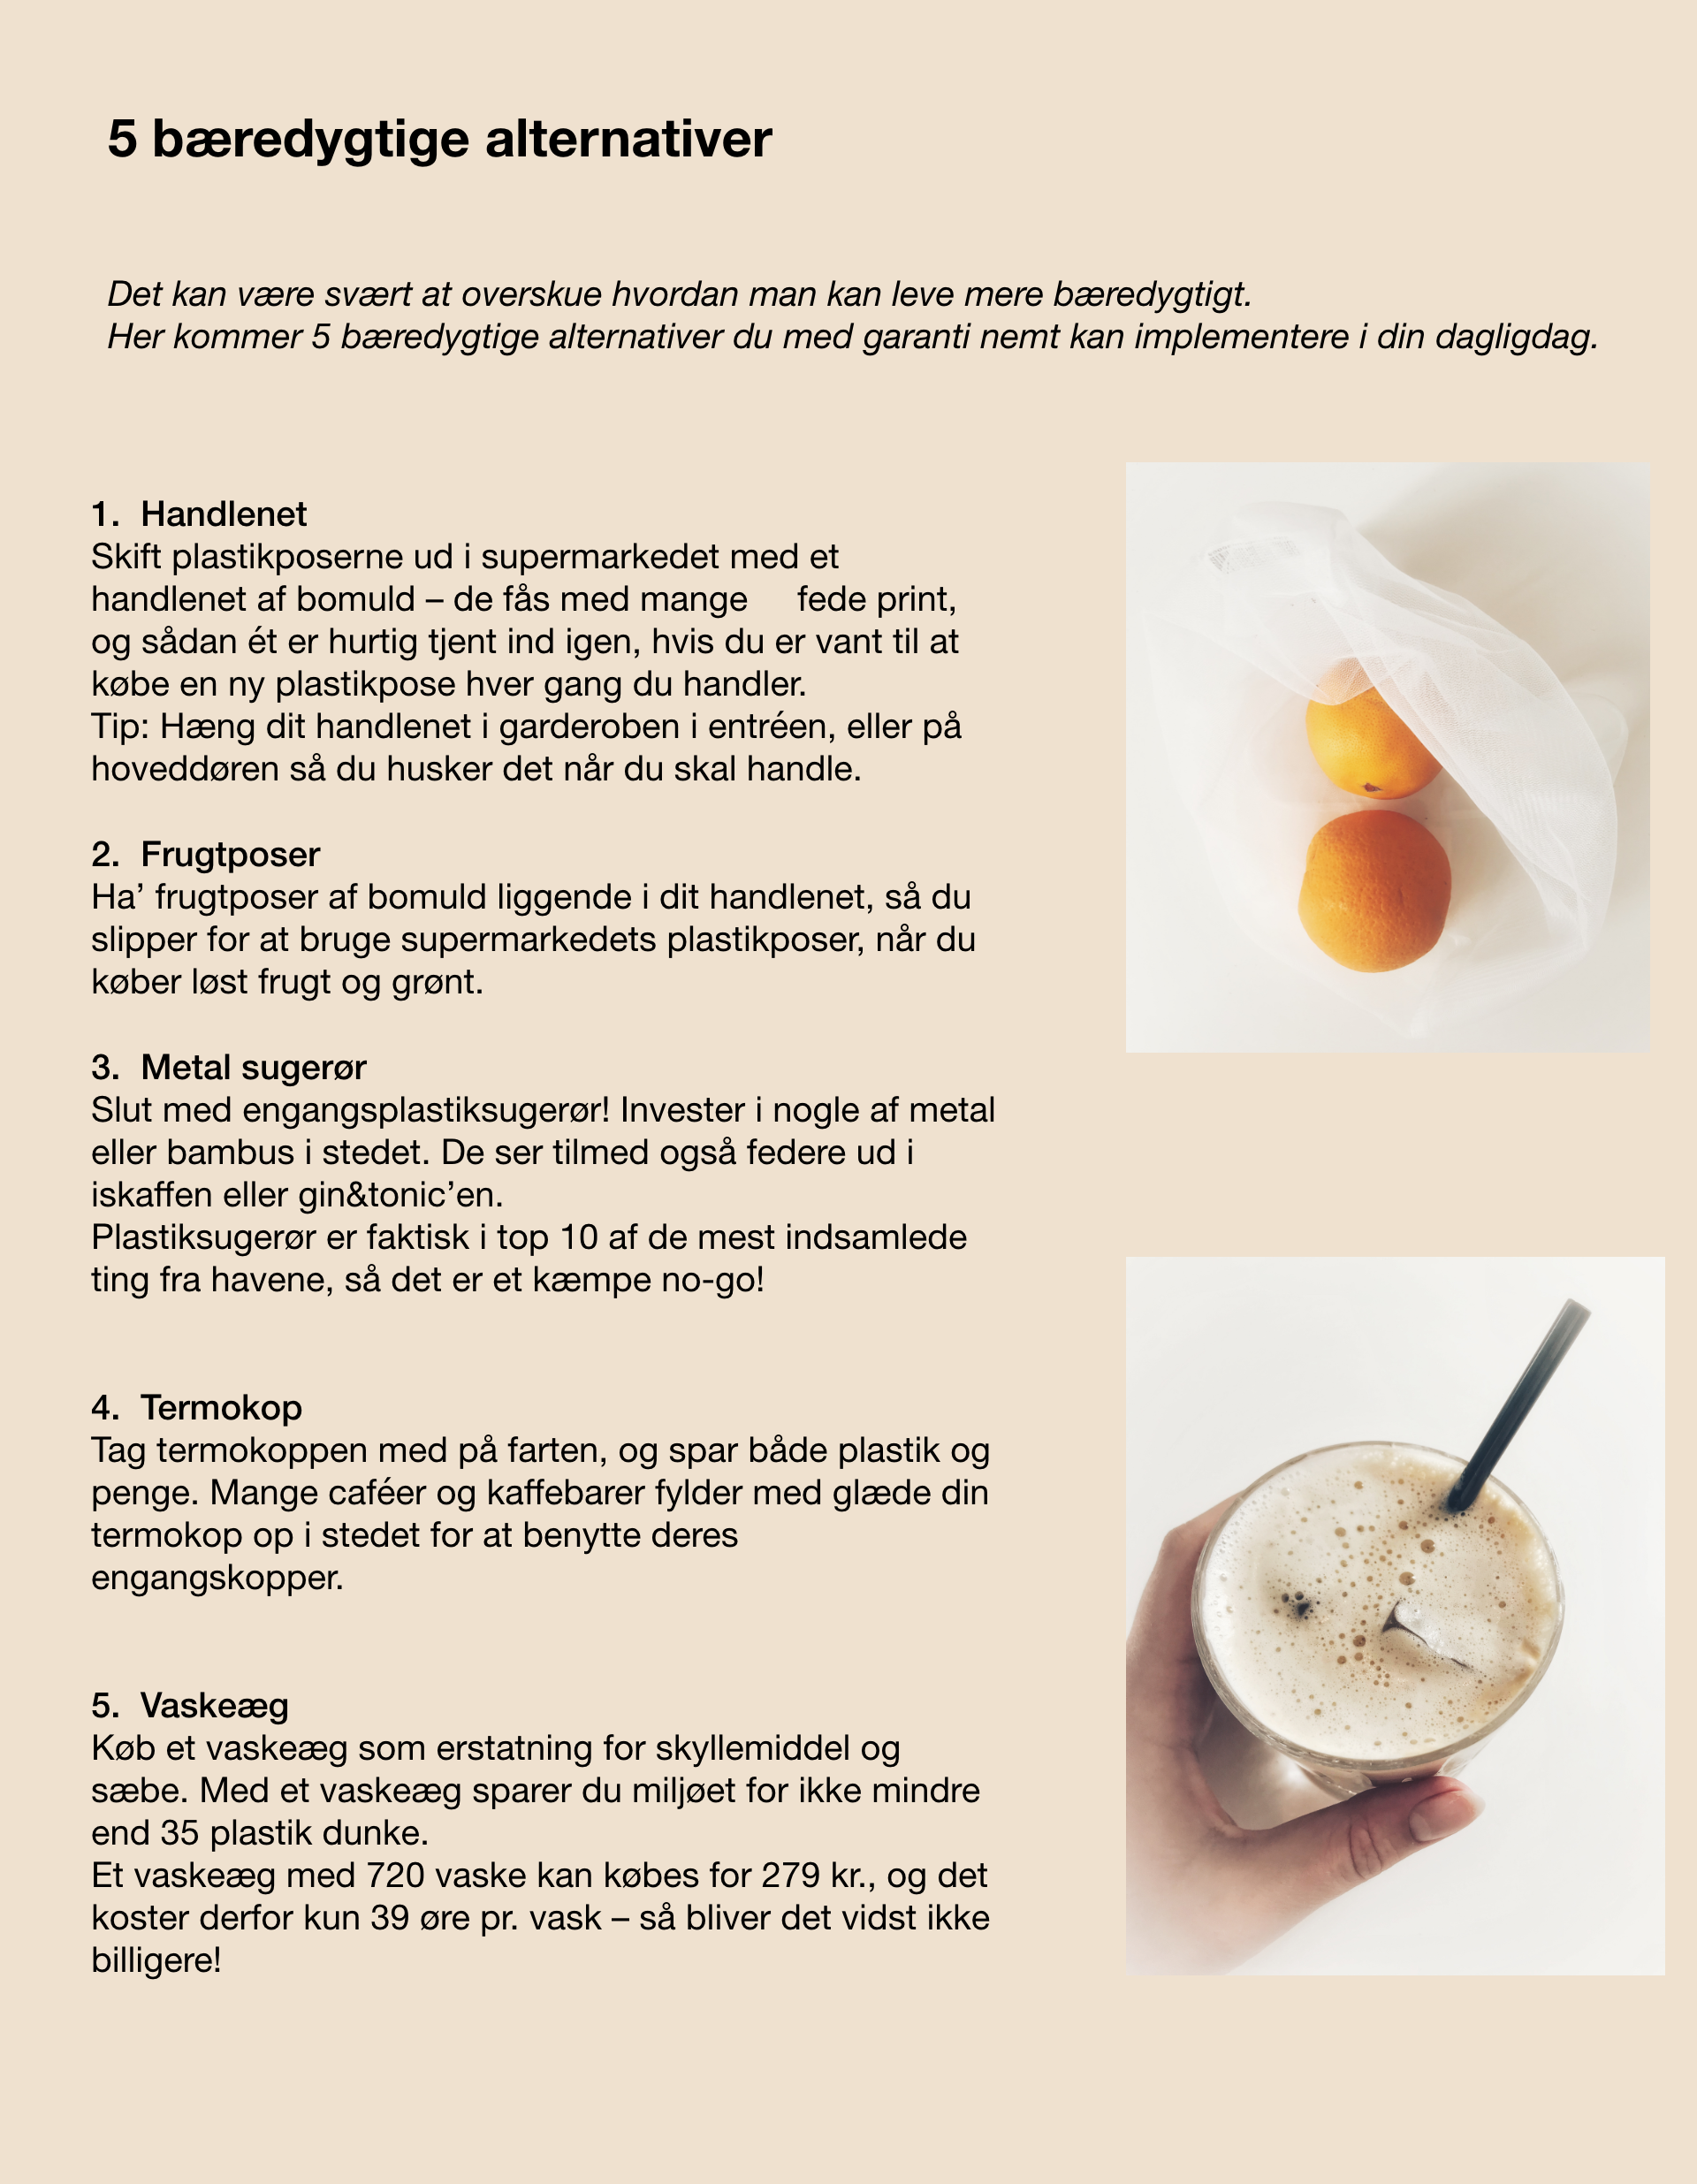 5 bæredygtige alternativer
Det kan være svært at overskue hvordan man kan leve mere bæredygtigt.
Her kommer 5 bæredygtige alternativer du med garanti nemt kan implementere i din dagligdag.
1. Handlenet
Skift plastikposerne ud i supermarkedet med et
handlenet af bomuld – de fås med mange fede print,
og sådan ét er hurtig tjent ind igen, hvis du er vant til at
købe en ny plastikpose hver gang du handler.
Tip: Hæng dit handlenet i garderoben i entréen, eller på
hoveddøren så du husker det når du skal handle.
2. Frugtposer
Ha’ frugtposer af bomuld liggende i dit handlenet, så du
slipper for at bruge supermarkedets plastikposer, når du
køber løst frugt og grønt.
3. Metal sugerør
Slut med engangsplastiksugerør! Invester i nogle af metal
eller bambus i stedet. De ser tilmed også federe ud i
iskaffen eller gin&tonic’en.
Plastiksugerør er faktisk i top 10 af de mest indsamlede
ting fra havene, så det er et kæmpe no-go!
4. Termokop
Tag termokoppen med på farten, og spar både plastik og
penge. Mange caféer og kaffebarer fylder med glæde din
termokop op i stedet for at benytte deres
engangskopper.
5. Vaskeæg
Køb et vaskeæg som erstatning for skyllemiddel og
sæbe. Med et vaskeæg sparer du miljøet for ikke mindre
end 35 plastik dunke.
Et vaskeæg med 720 vaske kan købes for 279 kr., og det
koster derfor kun 39 øre pr. vask – så bliver det vidst ikke
billigere!